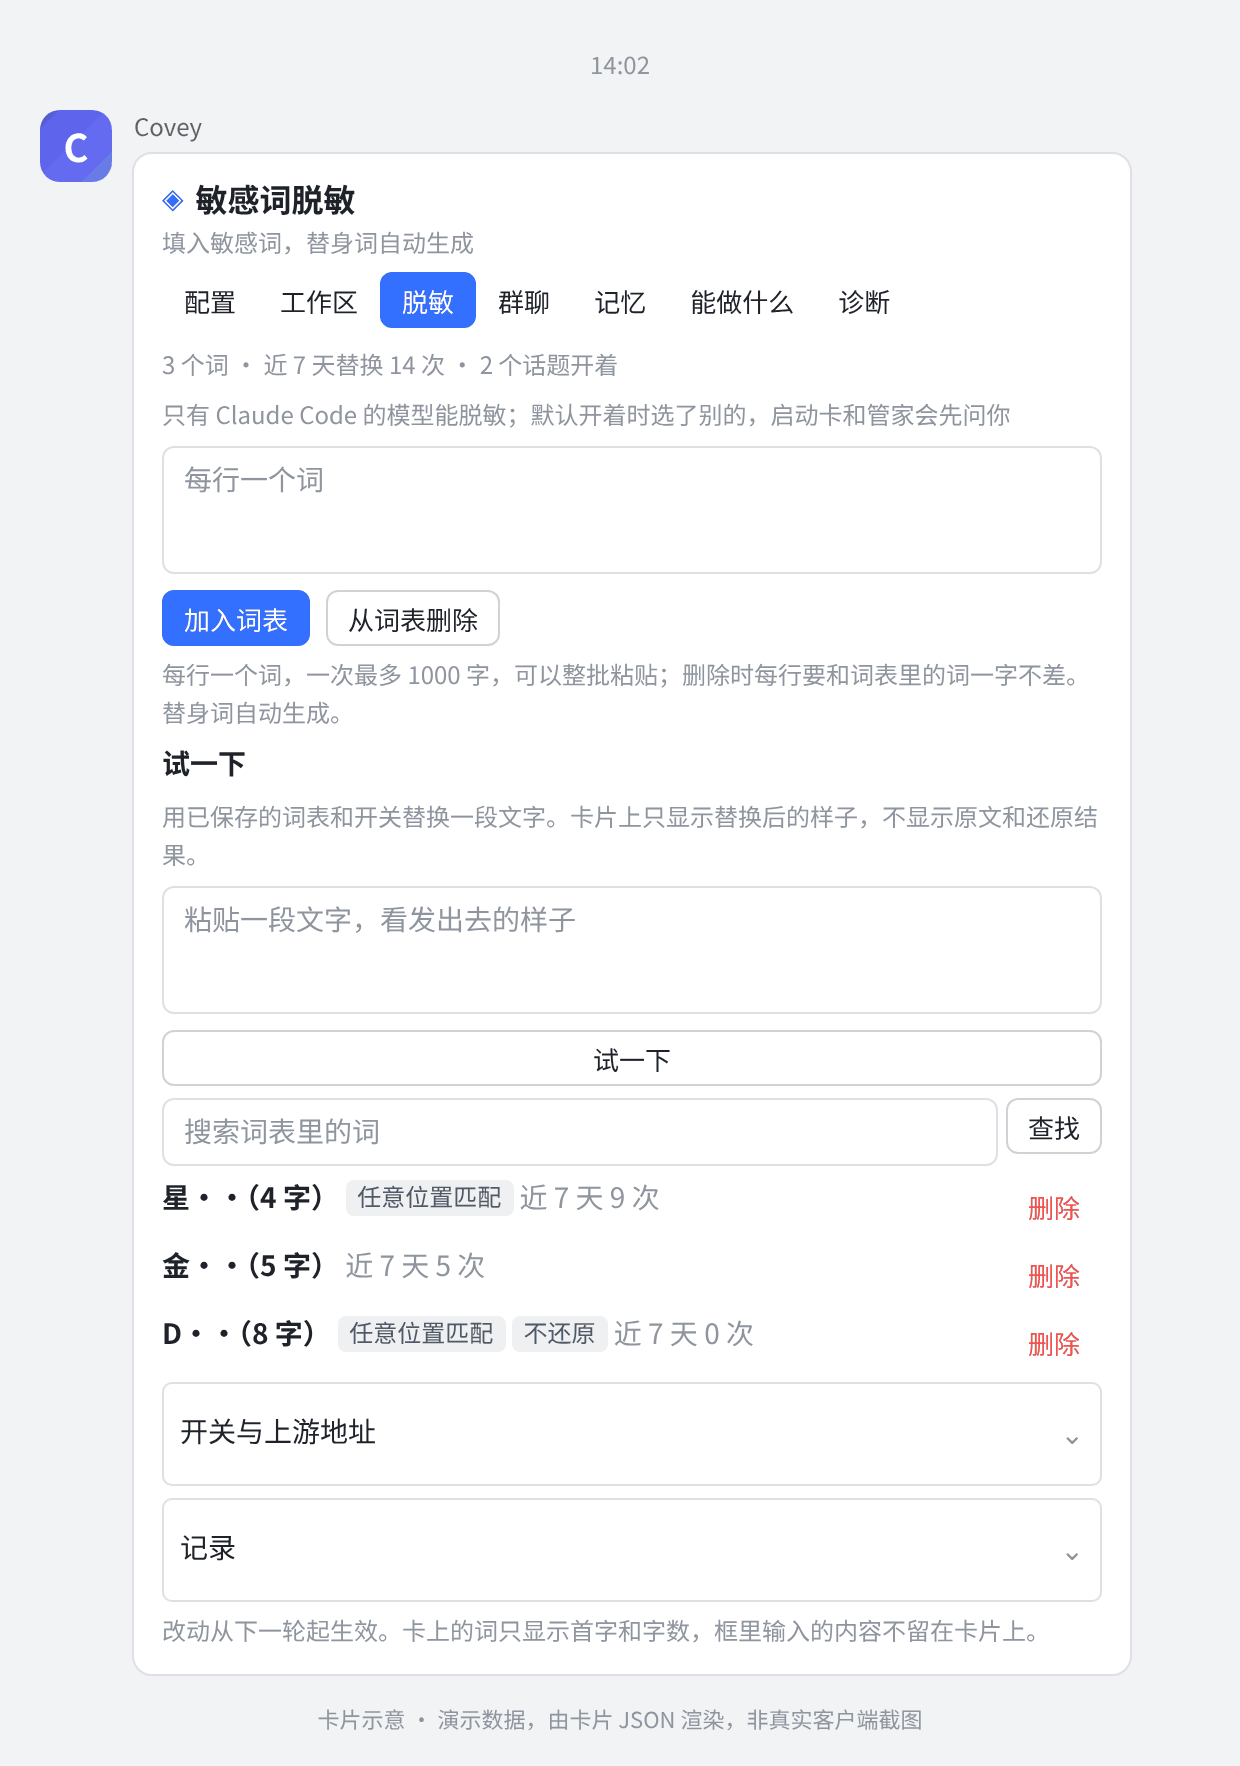 14:02
C
Covey
◈ 敏感词脱敏
填入敏感词，替身词自动生成
配置 工作区 脱敏 群聊 记忆 能做什么 诊断
3 个词 · 近 7 天替换 14 次 · 2 个话题开着
只有 Claude Code 的模型能脱敏；默认开着时选了别的，启动卡和管家会先问你
每行一个词
加入词表 从词表删除
每行一个词，一次最多 1000 字，可以整批粘贴；删除时每行要和词表里的词一字不差。
替身词自动生成。
试一下
用已保存的词表和开关替换一段文字。卡片上只显示替换后的样子，不显示原文和还原结
果。
粘贴一段文字，看发出去的样子
试一下
搜索词表里的词 查找
星··（4 字） 任意位置匹配 近 7 天 9 次 删除
金··（5 字） 近 7 天 5 次 删除
D··（8 字） 任意位置匹配 不还原 近 7 天 0 次 删除
开关与上游地址
记录
改动从下一轮起生效。卡上的词只显示首字和字数，框里输入的内容不留在卡片上。
卡片示意 · 演示数据，由卡片 JSON 渲染，非真实客户端截图